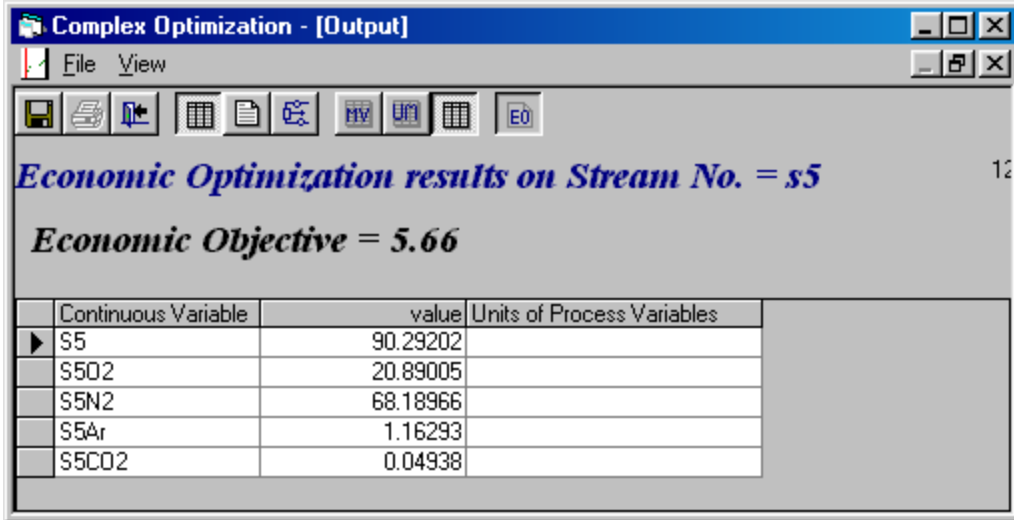 Complex Optimization - [Output]
File View
MV UM EO
Economic Optimization results on Stream No. = s5 12
Economic Objective = 5.66
Continuous Variable value Units of Process Variables
S5 90.29202
S5O2 20.89005
S5N2 68.18966
S5Ar 1.16293
S5CO2 0.04938